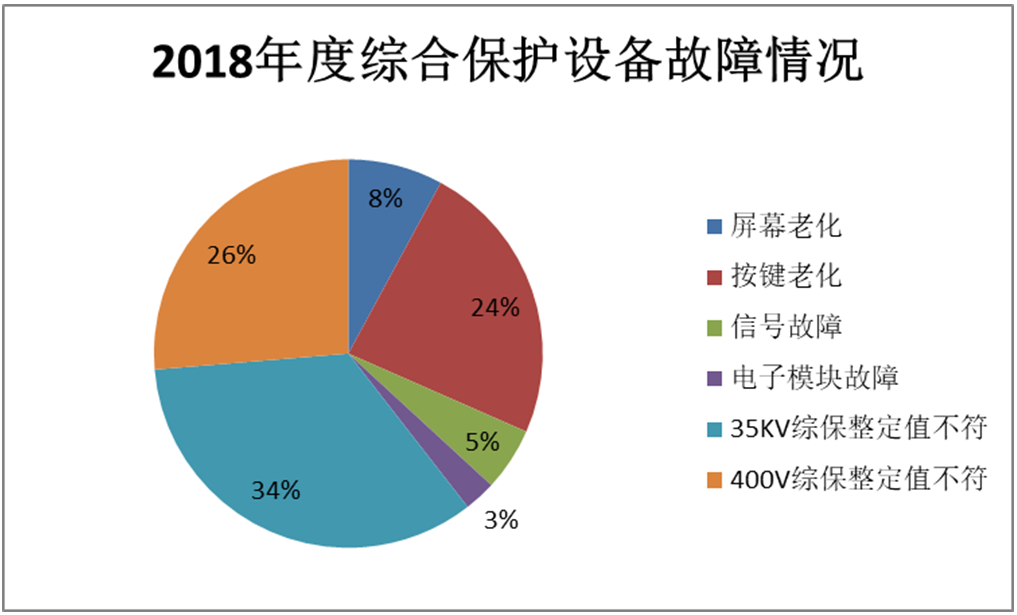 2018年度综合保护设备故障情况
8%
24%
5%
3%
34%
26%
屏幕老化
按键老化
信号故障
电子模块故障
35KV综保整定值不符
400V综保整定值不符